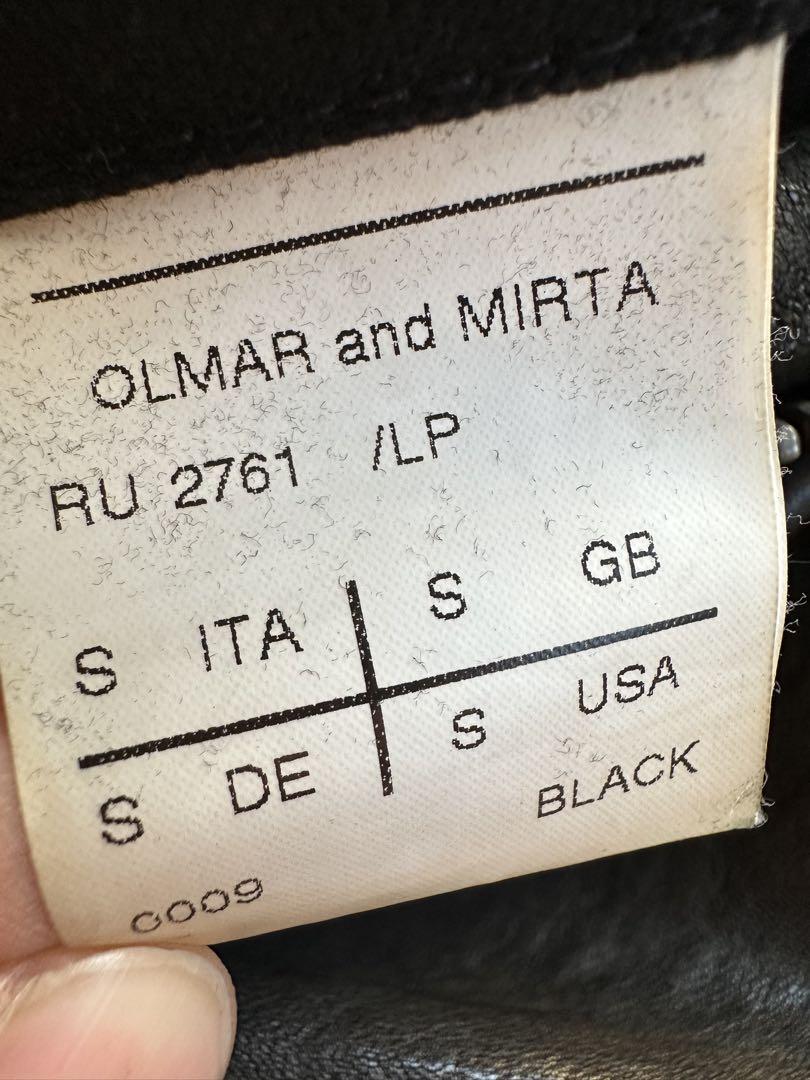 OLMAR and MIRTA
RU 2761 /LP
S ITA S GB
S DE S USA
BLACK
C009